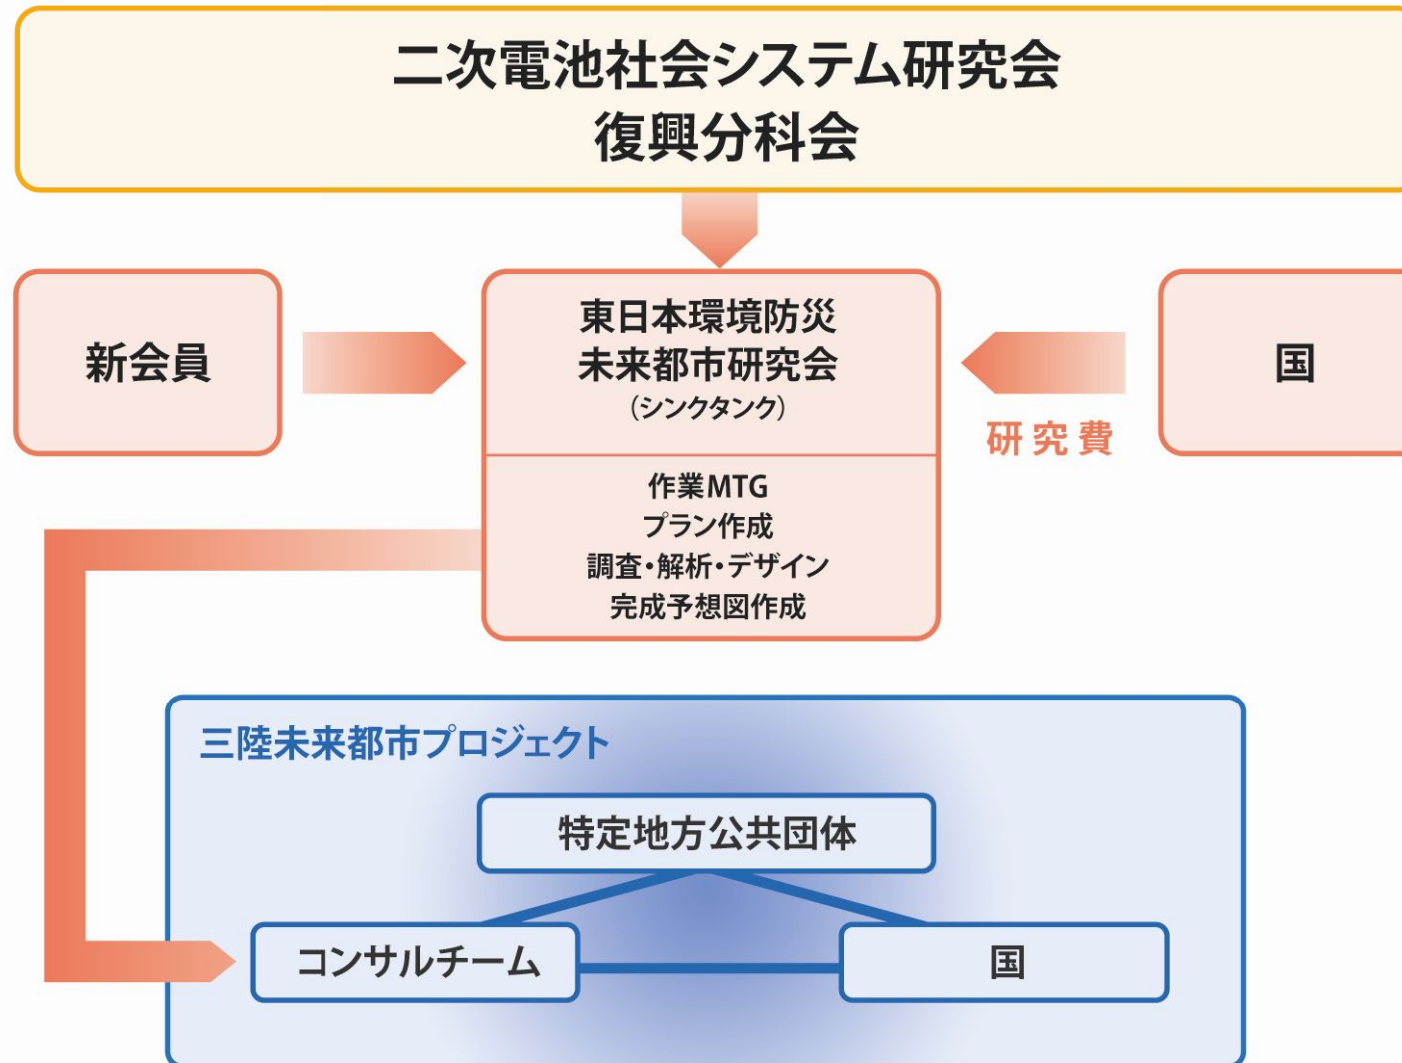 二次電池社会システム研究会
復興分科会
新会員
東日本環境防災
未来都市研究会
(シンクタンク)
国
研究費
作業MTG
プラン作成
調査・解析・デザイン
完成予想図作成
三陸未来都市プロジェクト
特定地方公共団体
コンサルチーム
国